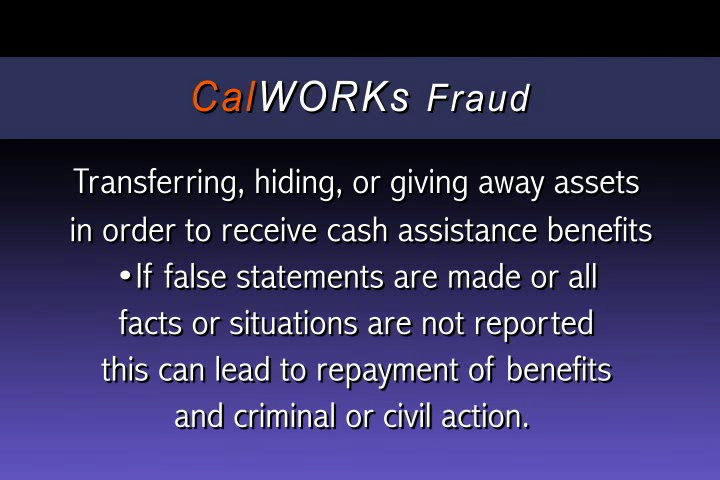 CalWORKs Fraud
Transferring, hiding, or giving away assets
in order to receive cash assistance benefits
•If false statements are made or all
facts or situations are not reported
this can lead to repayment of benefits
and criminal or civil action.